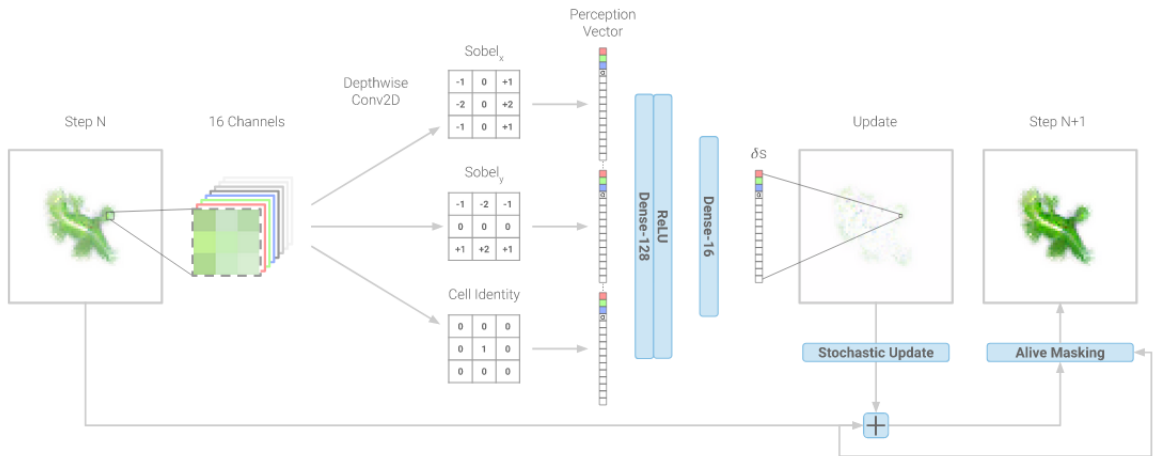 Perception
Vector
Sobelx
Depthwise
Conv2D
-1 0 +1
-2 0 +2
-1 0 +1
Step N
16 Channels
Sobely
-1 -2 -1
0 0 0
+1 +2 +1
Cell Identity
0 0 0
0 1 0
0 0 0
α
α
α
Dense-128
ReLU
Dense-16
δs
α
Update
Step N+1
Stochastic Update
Alive Masking
+